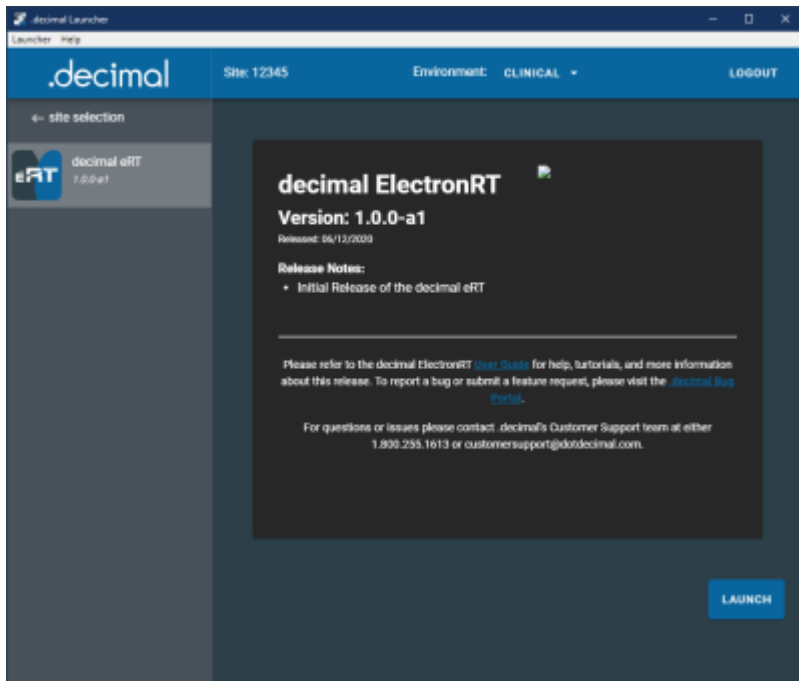 .decimal Launcher
Launcher Help
.decimal
Site: 12345
Environment: CLINICAL
LOGOUT
← site selection
eRT
decimal eRT
1.0.0-a1
decimal ElectronRT
Version: 1.0.0-a1
Released: 06/12/2020
Release Notes:
• Initial Release of the decimal eRT
Please refer to the decimal ElectronRT User Guide for help, turtorials, and more information
about this release. To report a bug or submit a feature request, please visit the .decimal Bug
Portal.
For questions or issues please contact .decimal's Customer Support team at either
1.800.255.1613 or customersupport@dotdecimal.com.
LAUNCH